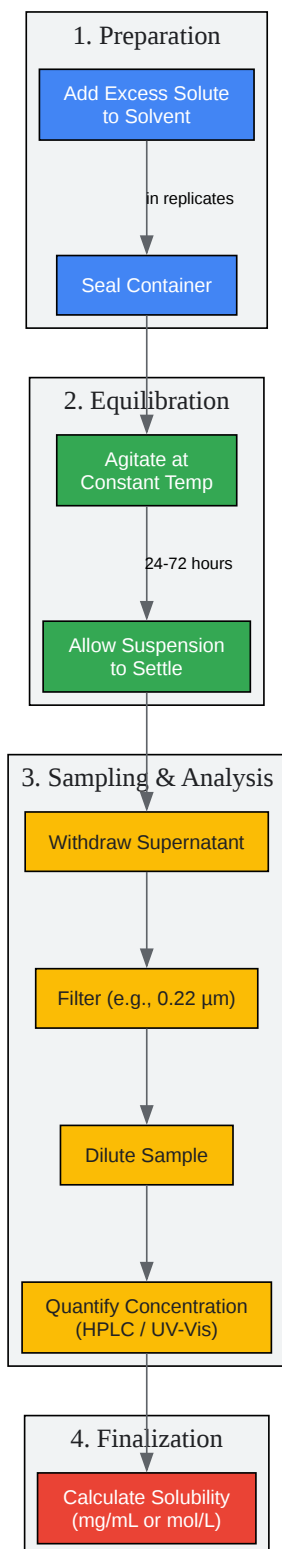 1. Preparation
Add Excess Solute
to Solvent
in replicates
Seal Container
2. Equilibration
Agitate at
Constant Temp
24-72 hours
Allow Suspension
to Settle
3. Sampling & Analysis
Withdraw Supernatant
Filter (e.g., 0.22 µm)
Dilute Sample
Quantify Concentration
(HPLC / UV-Vis)
4. Finalization
Calculate Solubility
(mg/mL or mol/L)